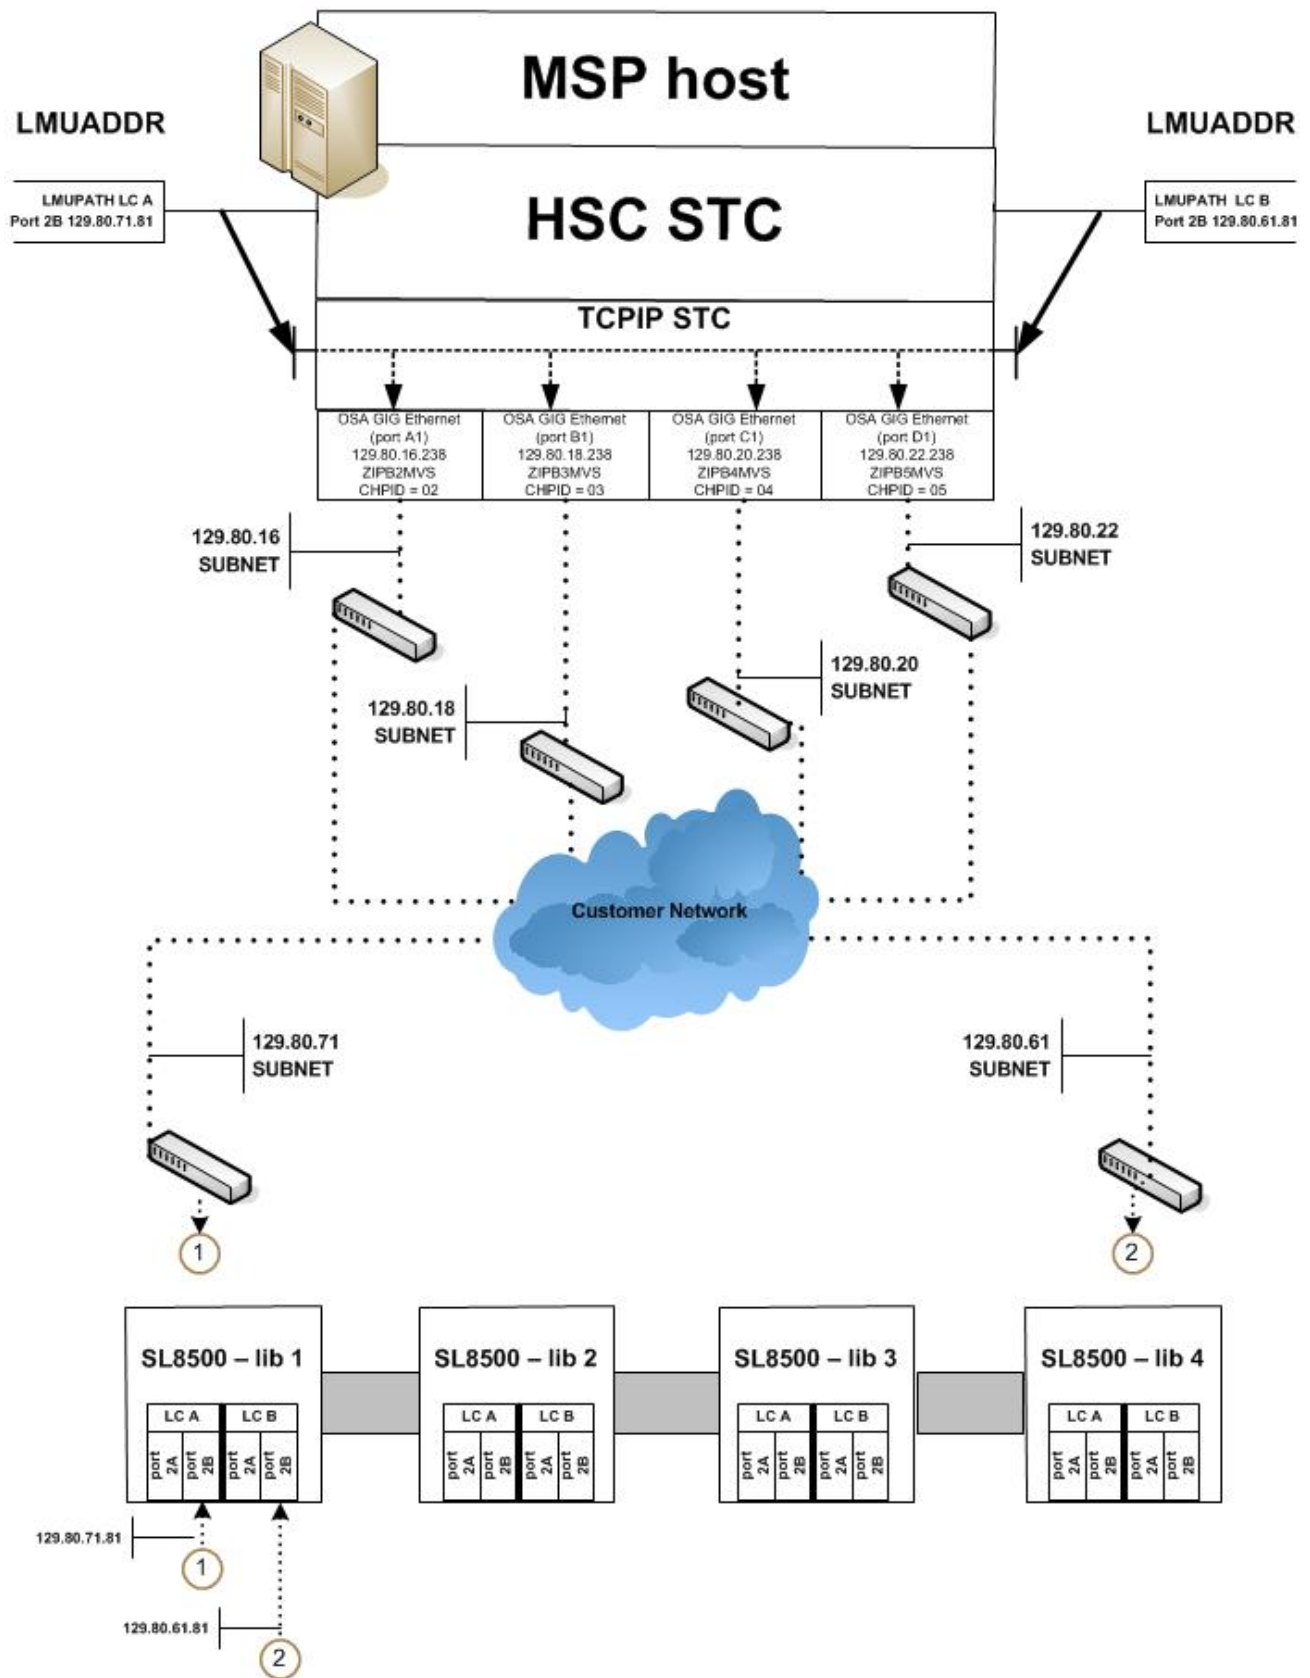 MSP host
LMUADDR
LMUADDR
LMUPATH LC A
Port 2B 129.80.71.81
HSC STC
LMUPATH LC B
Port 2B 129.80.61.81
TCPIP STC
OSA GIG Ethernet
(port A1)
129.80.16.238
ZIPB2MVS
CHPID = 02
OSA GIG Ethernet
(port B1)
129.80.18.238
ZIPB3MVS
CHPID = 03
OSA GIG Ethernet
(port C1)
129.80.20.238
ZIPB4MVS
CHPID = 04
OSA GIG Ethernet
(port D1)
129.80.22.238
ZIPB5MVS
CHPID = 05
129.80.16
SUBNET
129.80.22
SUBNET
129.80.20
SUBNET
129.80.18
SUBNET
Customer Network
129.80.71
SUBNET
129.80.61
SUBNET
1
2
SL8500 – lib 1
LC A
LC B
port 2A
port 2B
port 2A
port 2B
SL8500 – lib 2
LC A
LC B
port 2A
port 2B
port 2A
port 2B
SL8500 – lib 3
LC A
LC B
port 2A
port 2B
port 2A
port 2B
SL8500 – lib 4
LC A
LC B
port 2A
port 2B
port 2A
port 2B
129.80.71.81
1
129.80.61.81
2